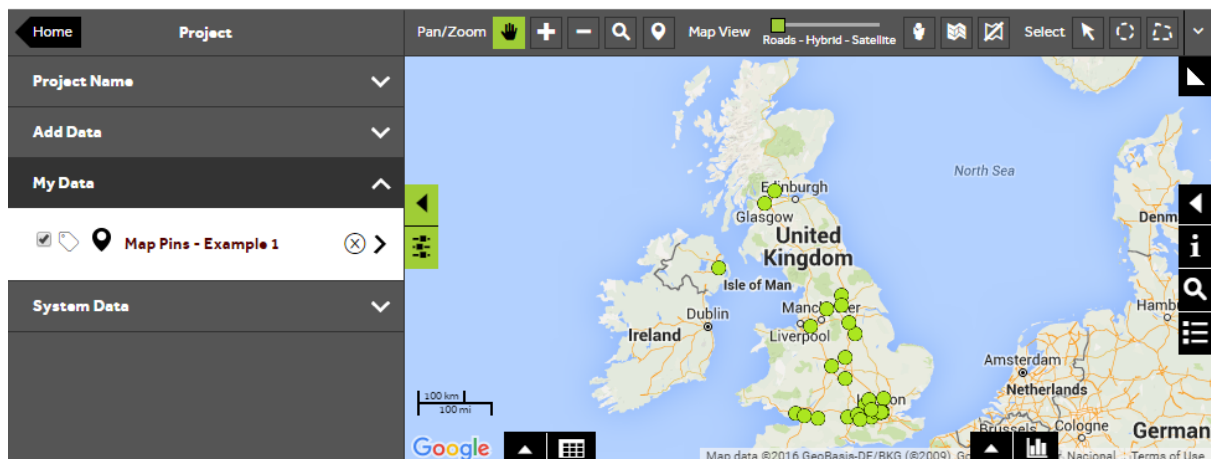 Home
Project
Pan/Zoom
Map View
Roads - Hybrid - Satellite
Select
Project Name
Add Data
My Data
Map Pins - Example 1
System Data
North Sea
Edinburgh
Glasgow
United
Kingdom
Denm
Isle of Man
Dublin
Ireland
Liverpool
Hamb
Amsterdam
Netherlands
100 km
100 mi
Brussels
Cologne
German
Google
Map data ©2016 GeoBasis-DE/BKG (©2009)
Nacional
Terms of Use